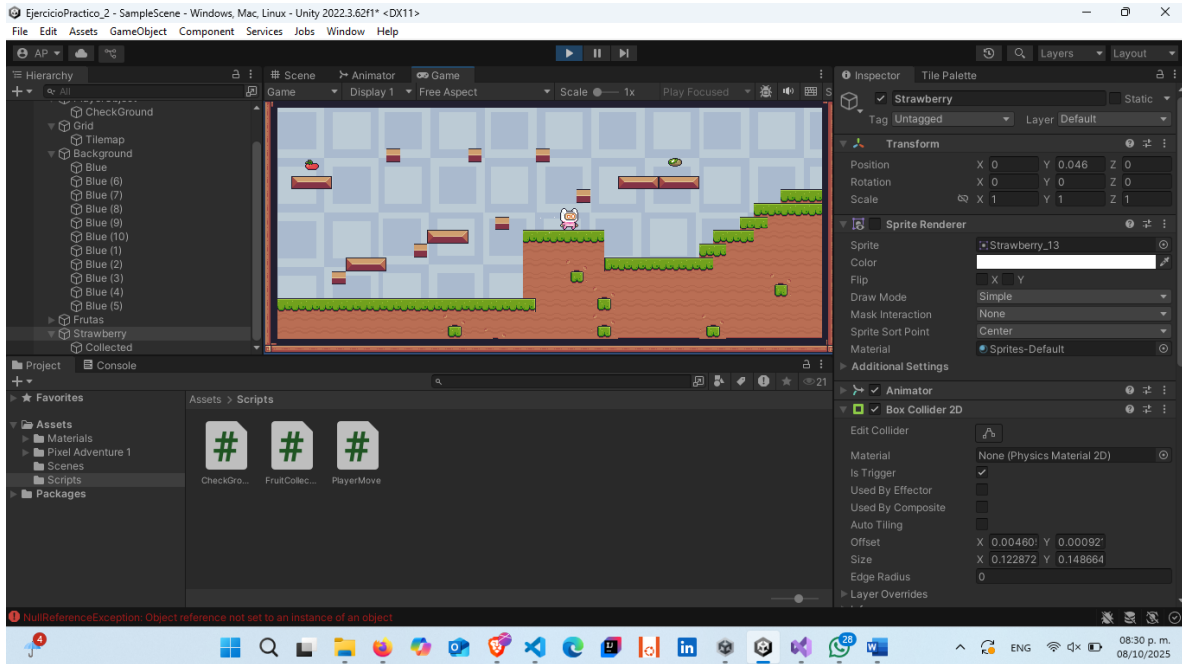 EjercicioPractico_2 - SampleScene - Windows, Mac, Linux - Unity 2022.3.62f1* <DX11>
File Edit Assets GameObject Component Services Jobs Window Help
AP Layers Layout
Hierarchy
All
CheckGround
Grid
Tilemap
Background
Blue
Blue (6)
Blue (7)
Blue (8)
Blue (9)
Blue (10)
Blue (1)
Blue (2)
Blue (3)
Blue (4)
Blue (5)
Frutas
Strawberry
Collected
Scene Animator Game
Game Display 1 Free Aspect Scale 1x Play Focused S
Inspector Tile Palette
Strawberry Static
Tag Untagged Layer Default
Transform
Position X 0 Y 0.046 Z 0
Rotation X 0 Y 0 Z 0
Scale X 1 Y 1 Z 1
Sprite Renderer
Sprite Strawberry_13
Color
Flip X Y
Draw Mode Simple
Mask Interaction None
Sprite Sort Point Center
Material Sprites-Default
Additional Settings
Animator
Box Collider 2D
Edit Collider
Material None (Physics Material 2D)
Is Trigger
Used By Effector
Used By Composite
Auto Tiling
Offset X 0.00460 Y 0.00092
Size X 0.122872 Y 0.148664
Edge Radius 0
Layer Overrides
Project Console
21
Favorites
Assets
Materials
Pixel Adventure 1
Scenes
Scripts
Packages
Assets > Scripts
CheckGro... FruitCollec... PlayerMove
NullReferenceException: Object reference not set to an instance of an object
4
28
ENG
08:30 p. m.
08/10/2025